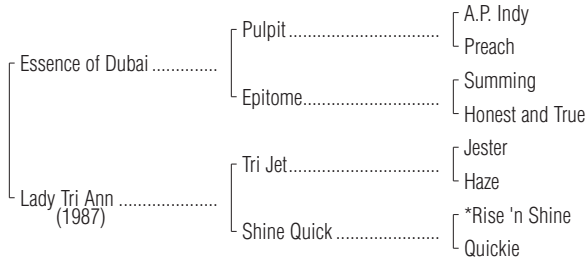 A.P. Indy
Pulpit
Preach
Essence of Dubai
Summing
Epitome
Honest and True
Jester
Tri Jet
Haze
Lady Tri Ann
(1987)
*Rise 'n Shine
Shine Quick
Quickie